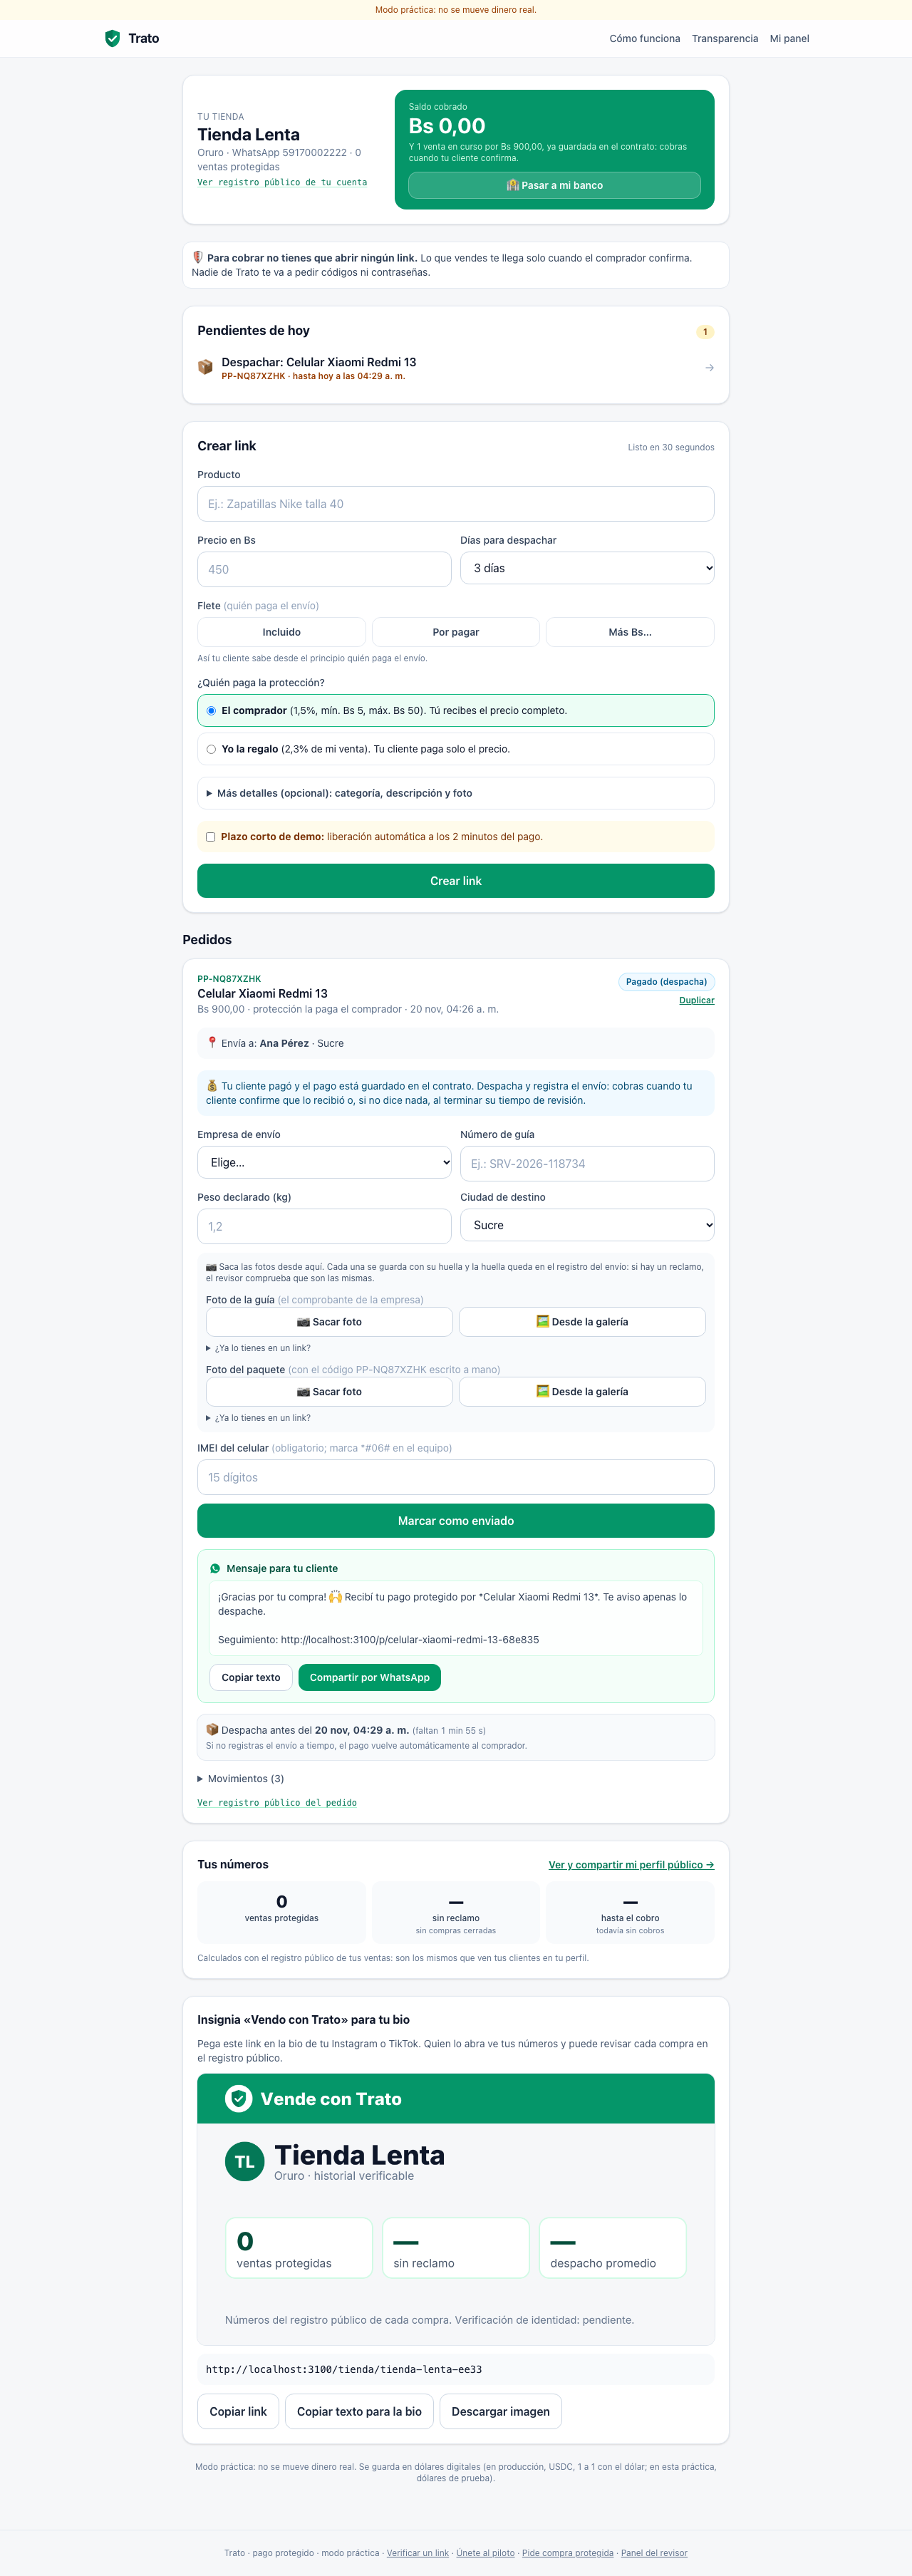 Modo práctica: no se mueve dinero real.
Trato
Cómo funciona Transparencia Mi panel
TU TIENDA
Tienda Lenta
Oruro · WhatsApp 59170002222 · 0
ventas protegidas
Ver registro público de tu cuenta
Saldo cobrado
Bs 0,00
Y 1 venta en curso por Bs 900,00, ya guardada en el contrato: cobras
cuando tu cliente confirma.
🏦 Pasar a mi banco
🛡️ Para cobrar no tienes que abrir ningún link. Lo que vendes te llega solo cuando el comprador confirma.
Nadie de Trato te va a pedir códigos ni contraseñas.
Pendientes de hoy
1
📦 Despachar: Celular Xiaomi Redmi 13
PP-NQ87XZHK · hasta hoy a las 04:29 a. m.
→
Crear link
Listo en 30 segundos
Producto
Ej.: Zapatillas Nike talla 40
Precio en Bs
Días para despachar
450
3 días
Flete (quién paga el envío)
Incluido
Por pagar
Más Bs...
Así tu cliente sabe desde el principio quién paga el envío.
¿Quién paga la protección?
El comprador (1,5%, mín. Bs 5, máx. Bs 50). Tú recibes el precio completo.
Yo la regalo (2,3% de mi venta). Tu cliente paga solo el precio.
▶ Más detalles (opcional): categoría, descripción y foto
Plazo corto de demo: liberación automática a los 2 minutos del pago.
Crear link
Pedidos
PP-NQ87XZHK
Pagado (despacha)
Celular Xiaomi Redmi 13
Duplicar
Bs 900,00 · protección la paga el comprador · 20 nov, 04:26 a. m.
📍 Envía a: Ana Pérez · Sucre
💰 Tu cliente pagó y el pago está guardado en el contrato. Despacha y registra el envío: cobras cuando tu
cliente confirme que lo recibió o, si no dice nada, al terminar su tiempo de revisión.
Empresa de envío
Número de guía
Elige...
Ej.: SRV-2026-118734
Peso declarado (kg)
Ciudad de destino
1,2
Sucre
📷 Saca las fotos desde aquí. Cada una se guarda con su huella y la huella queda en el registro del envío: si hay un reclamo,
el revisor comprueba que son las mismas.
Foto de la guía (el comprobante de la empresa)
📷 Sacar foto
🖼️ Desde la galería
▶ ¿Ya lo tienes en un link?
Foto del paquete (con el código PP-NQ87XZHK escrito a mano)
📷 Sacar foto
🖼️ Desde la galería
▶ ¿Ya lo tienes en un link?
IMEI del celular (obligatorio; marca *#06# en el equipo)
15 dígitos
Marcar como enviado
Mensaje para tu cliente
¡Gracias por tu compra! 🙌 Recibí tu pago protegido por *Celular Xiaomi Redmi 13*. Te aviso apenas lo
despache.
Seguimiento: http://localhost:3100/p/celular-xiaomi-redmi-13-68e835
Copiar texto
Compartir por WhatsApp
📦 Despacha antes del 20 nov, 04:29 a. m. (faltan 1 min 55 s)
Si no registras el envío a tiempo, el pago vuelve automáticamente al comprador.
▶ Movimientos (3)
Ver registro público del pedido
Tus números
Ver y compartir mi perfil público →
0
ventas protegidas
—
sin reclamo
sin compras cerradas
—
hasta el cobro
todavía sin cobros
Calculados con el registro público de tus ventas: son los mismos que ven tus clientes en tu perfil.
Insignia «Vendo con Trato» para tu bio
Pega este link en la bio de tu Instagram o TikTok. Quien lo abra ve tus números y puede revisar cada compra en
el registro público.
Vende con Trato
TL
Tienda Lenta
Oruro · historial verificable
0
ventas protegidas
—
sin reclamo
—
despacho promedio
Números del registro público de cada compra. Verificación de identidad: pendiente.
http://localhost:3100/tienda/tienda-lenta-ee33
Copiar link
Copiar texto para la bio
Descargar imagen
Modo práctica: no se mueve dinero real. Se guarda en dólares digitales (en producción, USDC, 1 a 1 con el dólar; en esta práctica,
dólares de prueba).
Trato · pago protegido · modo práctica · Verificar un link · Únete al piloto · Pide compra protegida · Panel del revisor